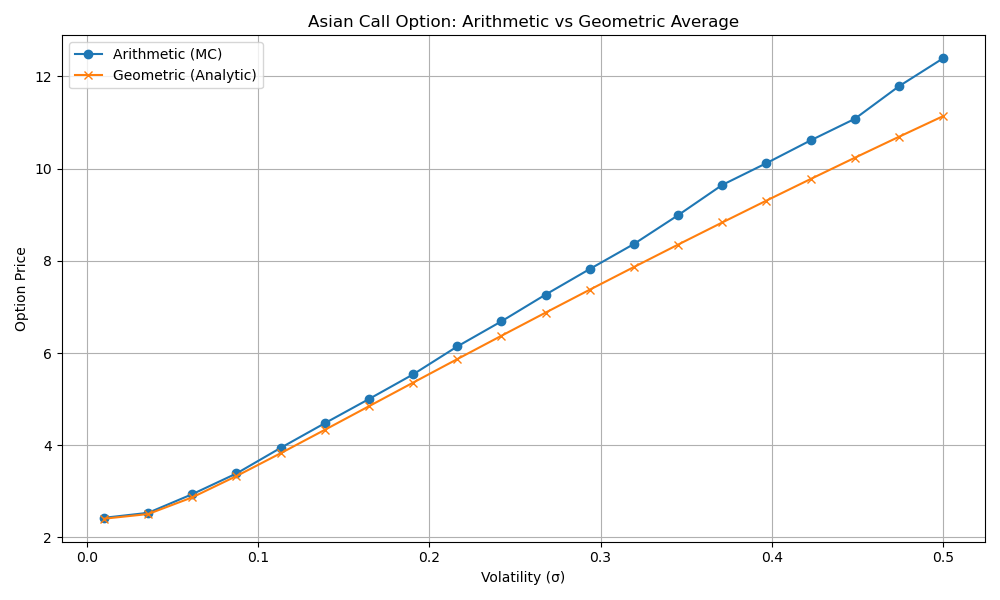 Asian Call Option: Arithmetic vs Geometric Average
Arithmetic (MC)
Geometric (Analytic)
Option Price
12
10
8
6
4
2
0.0 0.1 0.2 0.3 0.4 0.5
Volatility (σ)